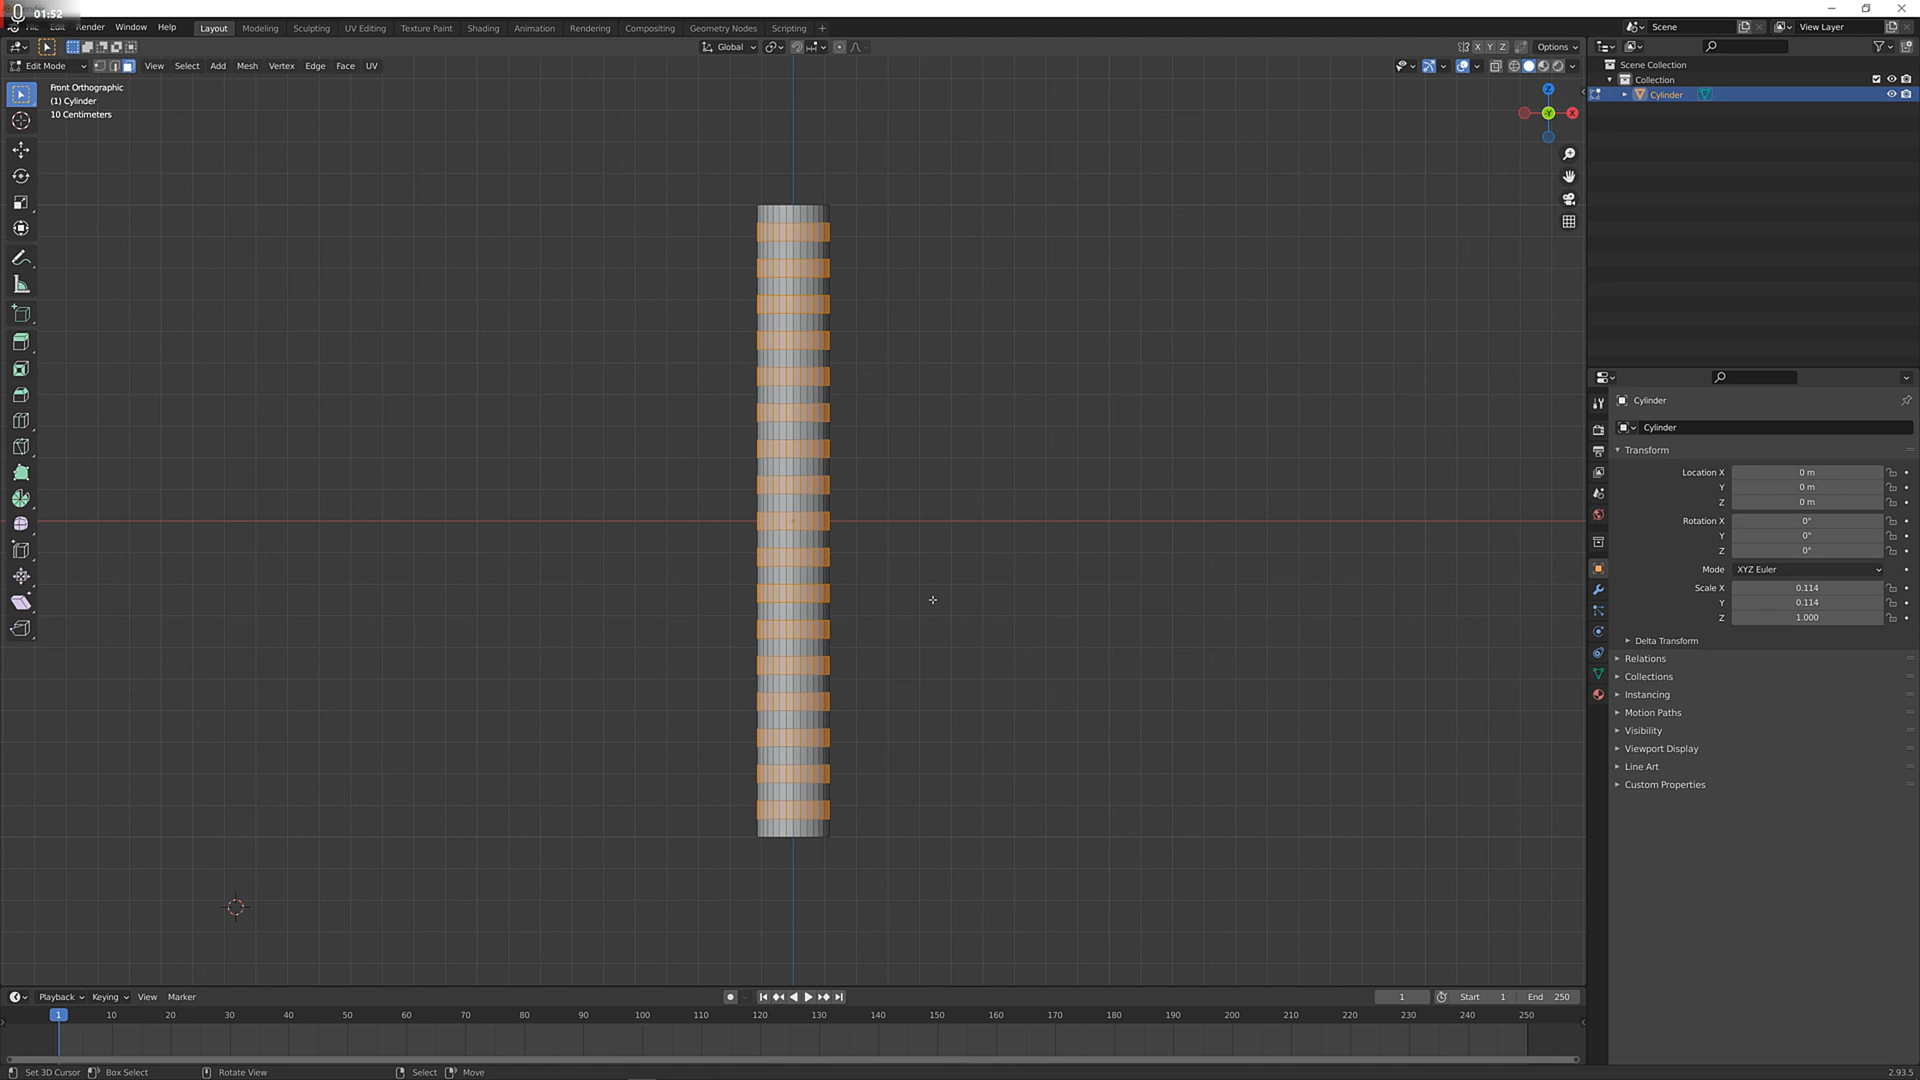 01:52
File Edit Render Window Help Layout Modeling Sculpting UV Editing Texture Paint Shading Animation Rendering Compositing Geometry Nodes Scripting + Scene View Layer
Global X Y Z Options
Edit Mode View Select Add Mesh Vertex Edge Face UV
Scene Collection
Collection
Cylinder
Front Orthographic
(1) Cylinder
10 Centimeters
Z
Y
X
Cylinder
Cylinder
Transform
Location X 0 m
Y 0 m
Z 0 m
Rotation X 0°
Y 0°
Z 0°
Mode XYZ Euler
Scale X 0.114
Y 0.114
Z 1.000
Delta Transform
Relations
Collections
Instancing
Motion Paths
Visibility
Viewport Display
Line Art
Custom Properties
Playback Keying View Marker 1 Start 1 End 250
1 10 20 30 40 50 60 70 80 90 100 110 120 130 140 150 160 170 180 190 200 210 220 230 240 250
Set 3D Cursor Box Select Rotate View Select Move 2.93.5